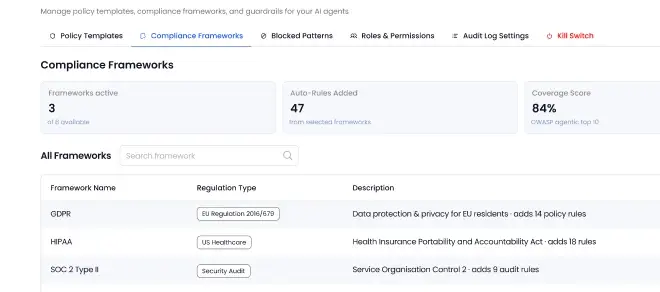 Manage policy templates, compliance frameworks, and guardrails for your AI agents
Policy Templates Compliance Frameworks Blocked Patterns Roles & Permissions Audit Log Settings Kill Switch
Compliance Frameworks
Frameworks active Auto-Rules Added Coverage Score
3 47 84%
of 8 available from selected frameworks OWASP agentic top 10
All Frameworks Search framework
Framework Name Regulation Type Description
GDPR EU Regulation 2016/679 Data protection & privacy for EU residents · adds 14 policy rules
HIPAA US Healthcare Health Insurance Portability and Accountability Act · adds 18 rules
SOC 2 Type II Security Audit Service Organisation Control 2 · adds 9 audit rules